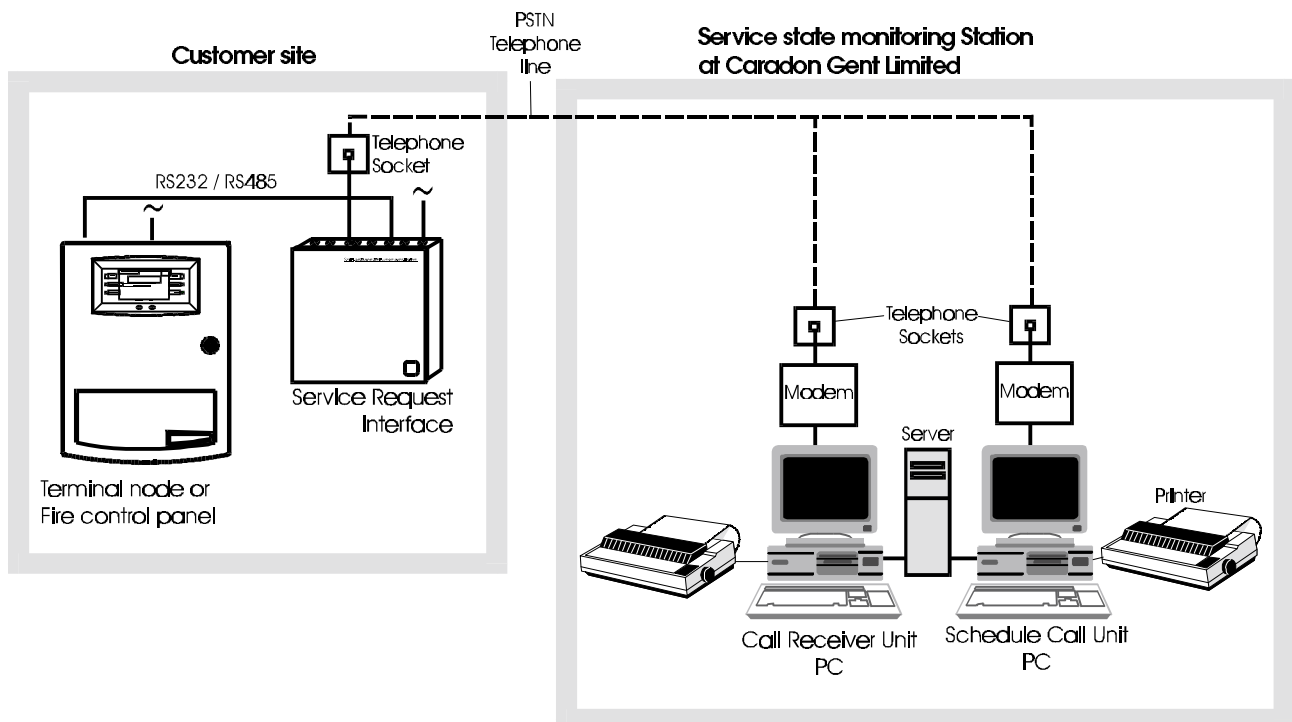 PSTN
Telephone
line
Customer site
Service state monitoring Station
at Caradon Gent Limited
Telephone
Socket
RS232 / RS485
~
~
Service Request
Interface
Terminal node or
Fire control panel
Telephone
Sockets
Modem
Modem
Server
Printer
Call Receiver Unit
PC
Schedule Call Unit
PC